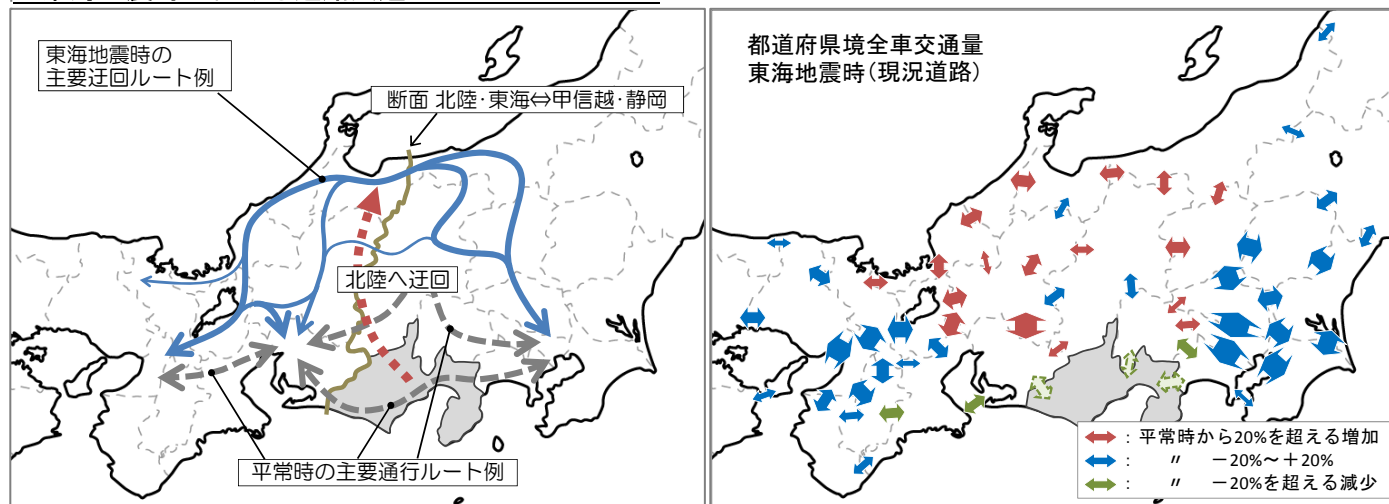 東海地震時の
主要迂回ルート例
断面 北陸･東海⇔甲信越･静岡
北陸へ迂回
平常時の主要通行ルート例
都道府県境全車交通量
東海地震時（現況道路）
： 平常時から20%を超える増加
： 〃 －20%～＋20%
： 〃 －20%を超える減少